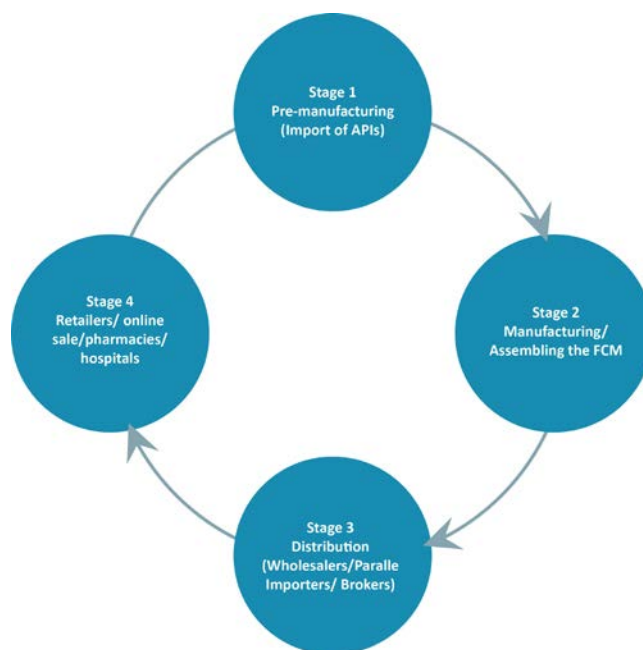 Stage 1
Pre-manufacturing
(Import of APIs)
Stage 2
Manufacturing/
Assembling the FCM
Stage 3
Distribution
(Wholesalers/Paralle
Importers/ Brokers)
Stage 4
Retailers/ online
sale/pharmacies/
hospitals